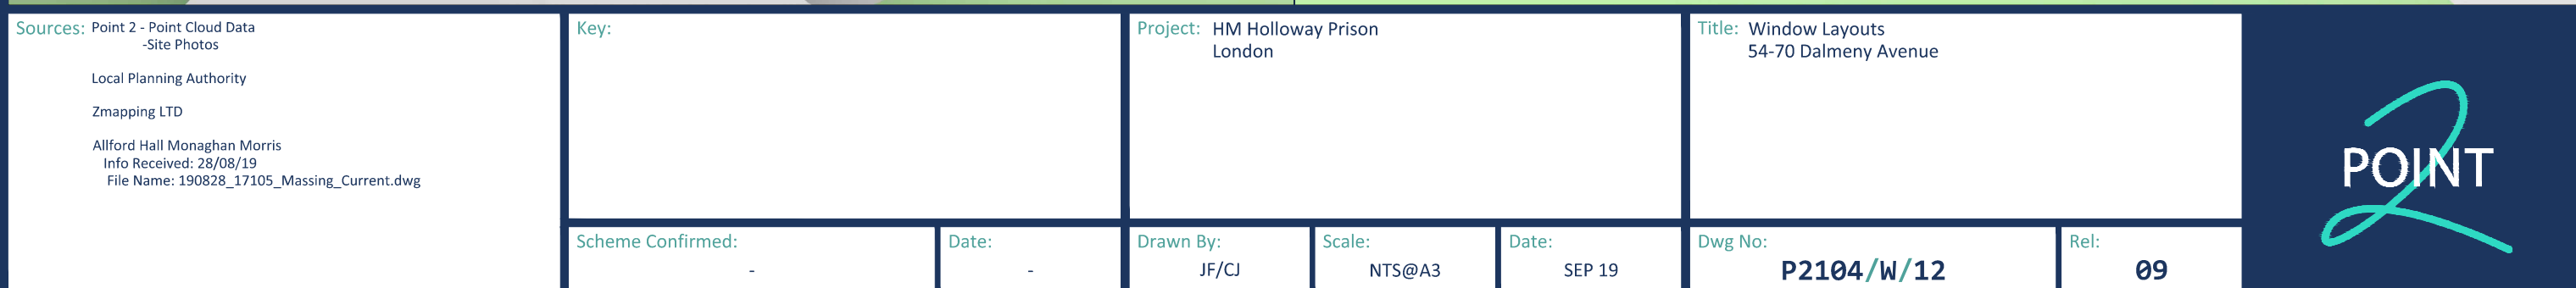 Sources: Point 2 - Point Cloud Data
-Site Photos
Local Planning Authority
Zmapping LTD
Allford Hall Monaghan Morris
Info Received: 28/08/19
File Name: 190828_17105_Massing_Current.dwg
Key:
Scheme Confirmed:
-
Date:
-
Project: HM Holloway Prison
London
Drawn By:
JF/CJ
Scale:
NTS@A3
Date:
SEP 19
Title: Window Layouts
54-70 Dalmeny Avenue
Dwg No:
P2104/W/12
Rel:
09
POINT
2